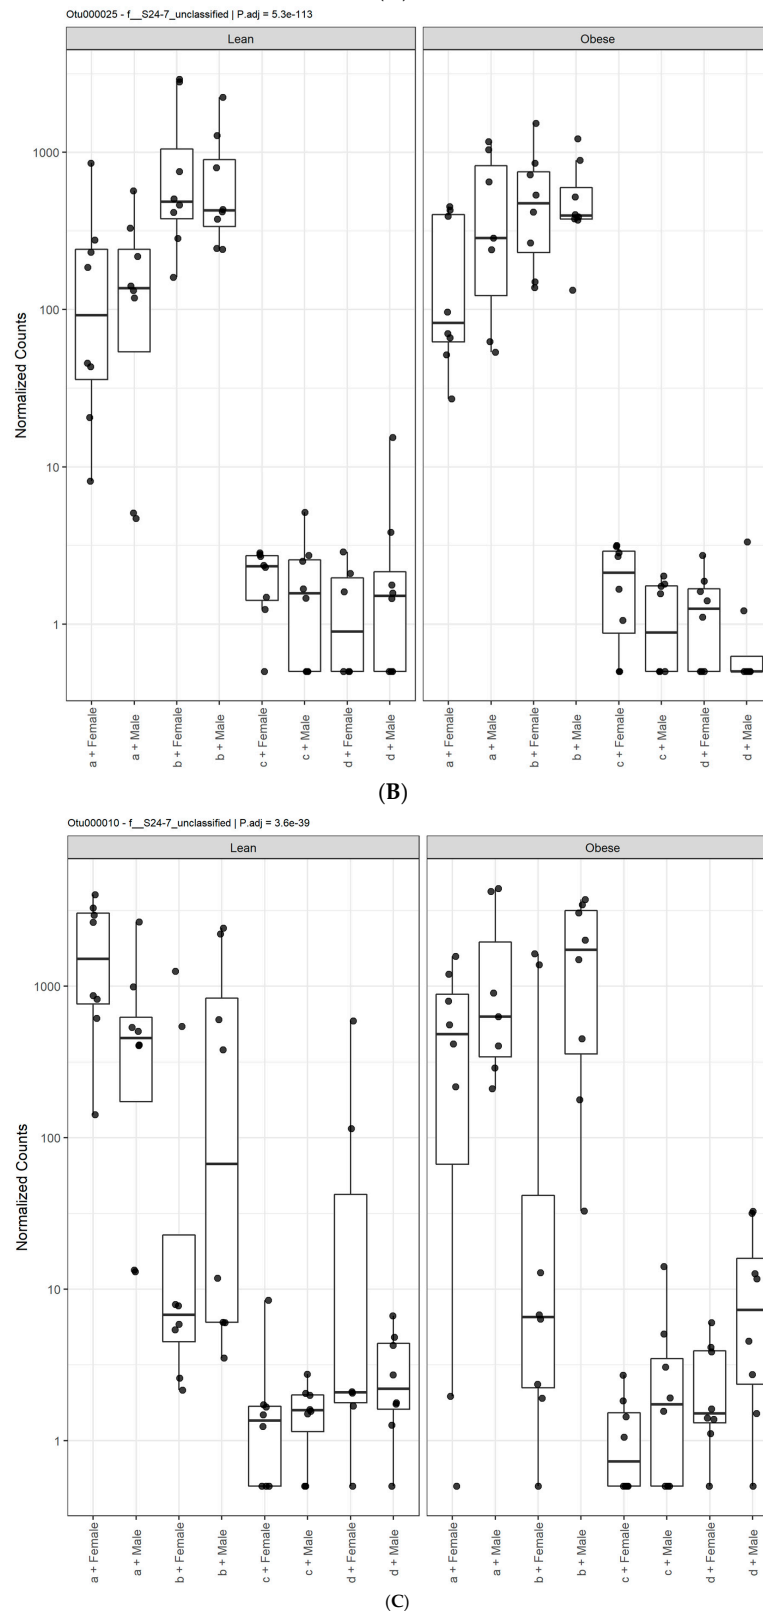 Otu000025 - f__S24-7_unclassified | P.adj = 5.3e-113
Lean
Obese
Normalized Counts
1000
100
10
1
a + Female
a + Male
b + Female
b + Male
c + Female
c + Male
d + Female
d + Male
a + Female
a + Male
b + Female
b + Male
c + Female
c + Male
d + Female
d + Male
(B)
Otu000010 - f__S24-7_unclassified | P.adj = 3.6e-39
Lean
Obese
Normalized Counts
1000
100
10
1
a + Female
a + Male
b + Female
b + Male
c + Female
c + Male
d + Female
d + Male
a + Female
a + Male
b + Female
b + Male
c + Female
c + Male
d + Female
d + Male
(C)